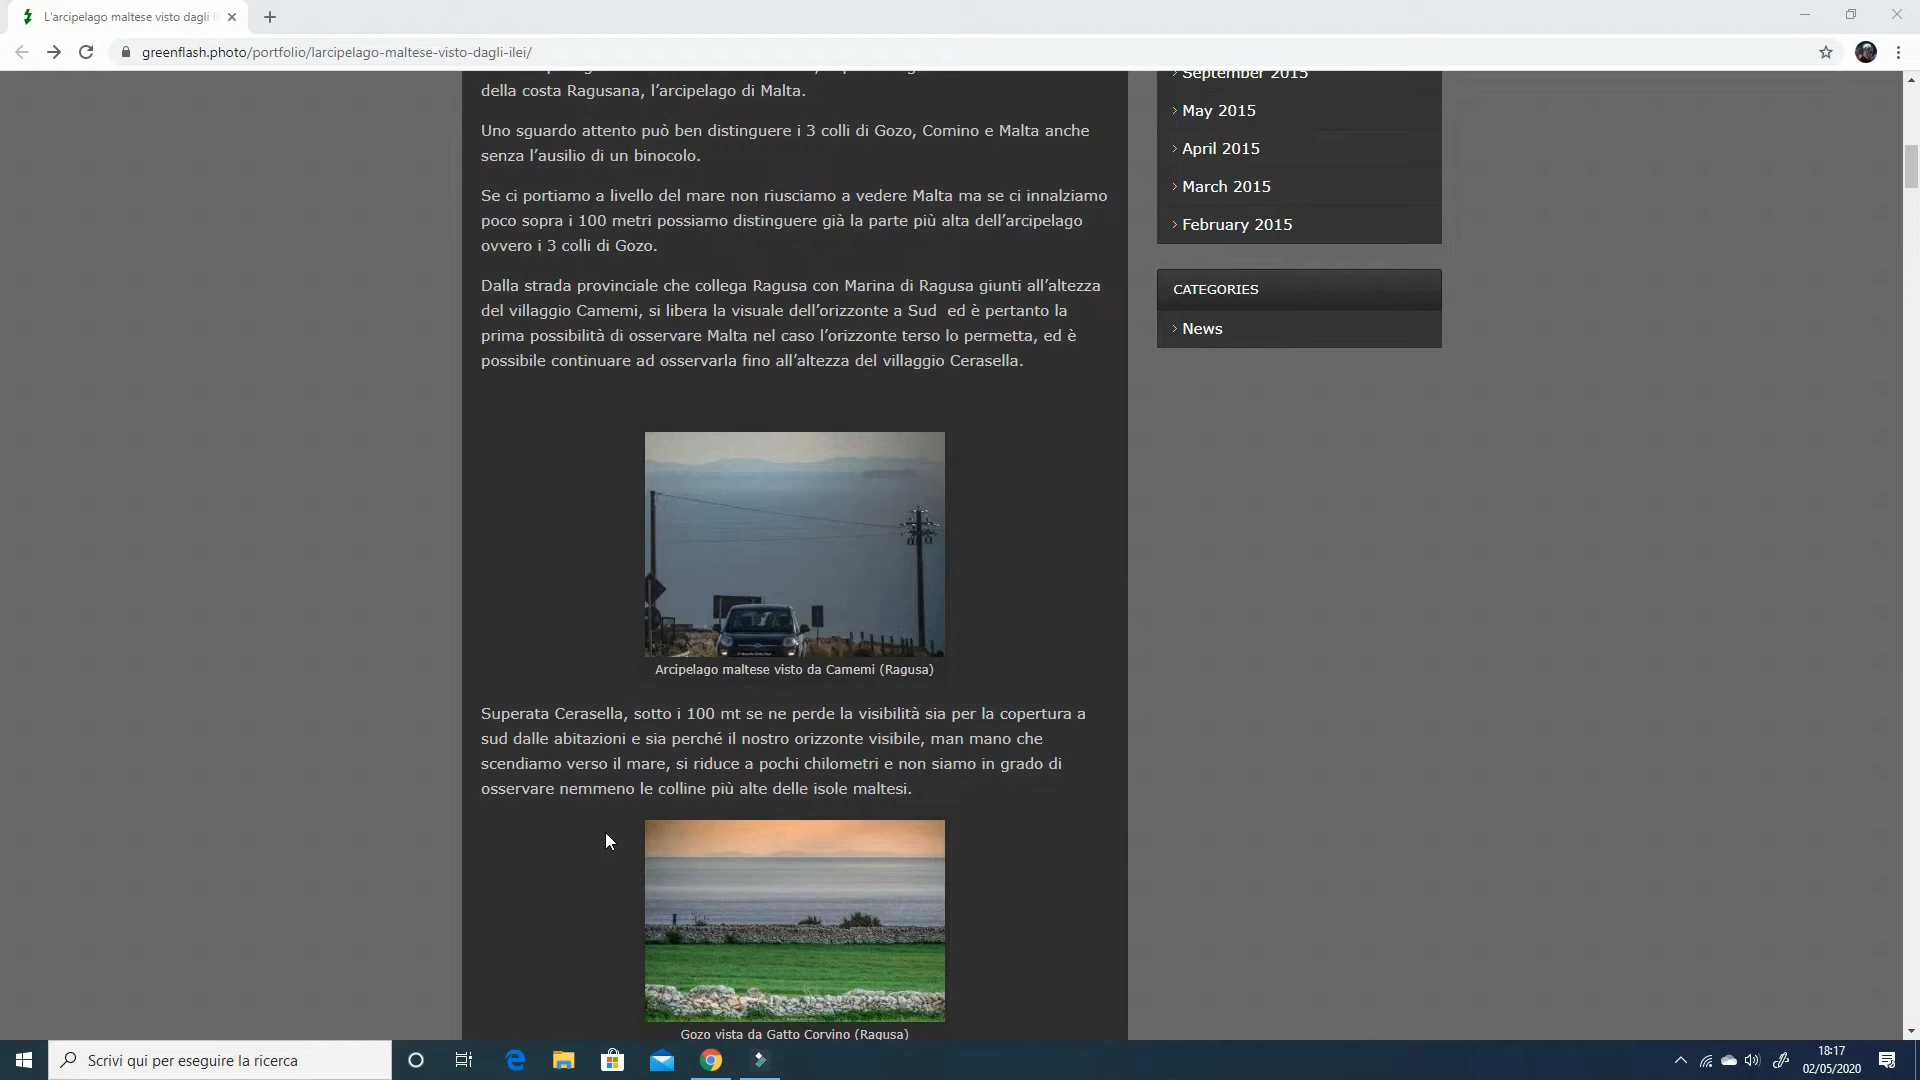 L'arcipelago maltese visto dagli
greenflash.photo/portfolio/larcipelago-maltese-visto-dagli-ilei/
della costa Ragusana, l'arcipelago di Malta.
Uno sguardo attento può ben distinguere i 3 colli di Gozo, Comino e Malta anche
senza l'ausilio di un binocolo.
Se ci portiamo a livello del mare non riusciamo a vedere Malta ma se ci innalziamo
poco sopra i 100 metri possiamo distinguere già la parte più alta dell'arcipelago
ovvero i 3 colli di Gozo.
Dalla strada provinciale che collega Ragusa con Marina di Ragusa giunti all'altezza
del villaggio Camemi, si libera la visuale dell'orizzonte a Sud ed è pertanto la
prima possibilità di osservare Malta nel caso l'orizzonte terso lo permetta, ed è
possibile continuare ad osservarla fino all'altezza del villaggio Cerasella.
Arcipelago maltese visto da Camemi (Ragusa)
Superata Cerasella, sotto i 100 mt se ne perde la visibilità sia per la copertura a
sud dalle abitazioni e sia perché il nostro orizzonte visibile, man mano che
scendiamo verso il mare, si riduce a pochi chilometri e non siamo in grado di
osservare nemmeno le colline più alte delle isole maltesi.
Gozo vista da Gatto Corvino (Ragusa)
September 2015
May 2015
April 2015
March 2015
February 2015
CATEGORIES
News
Scrivi qui per eseguire la ricerca
18:17
02/05/2020